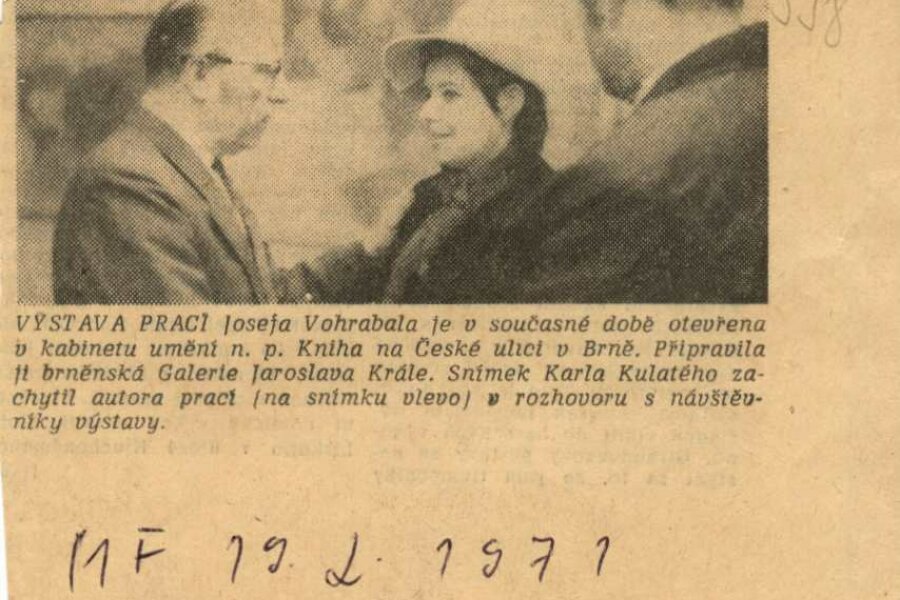 558
VÝSTAVA PRACÍ Josefa Vohrabala je v současné době otevřena
v kabinetu umění n. p. Kniha na České ulici v Brně. Připravila
ji brněnská Galerie Jaroslava Krále. Snímek Karla Kulatého za-
chytil autora prací (na snímku vlevo) v rozhovoru s návštěv-
níky výstavy.
MF 19. 2. 1971